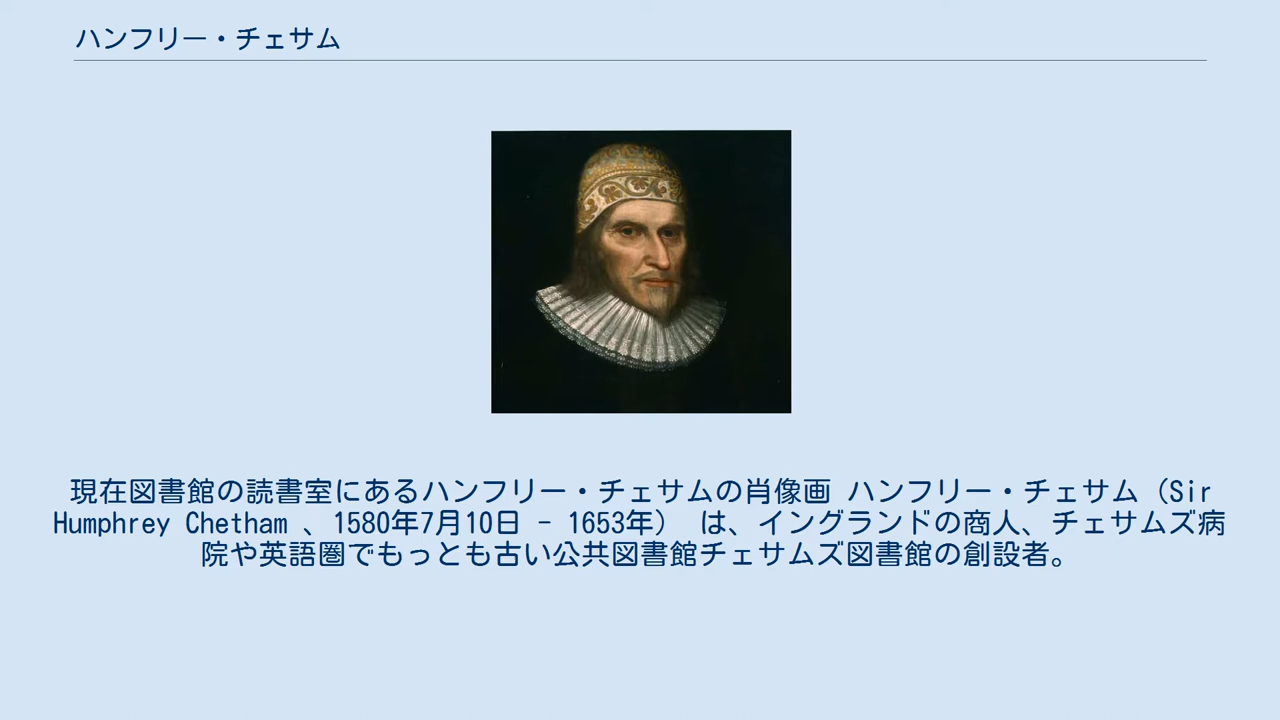 ハンフリー・チェサム
現在図書館の読書室にあるハンフリー・チェサムの肖像画 ハンフリー・チェサム（Sir
Humphrey Chetham 、1580年7月10日 - 1653年） は、イングランドの商人、チェサムズ病
院や英語圏でもっとも古い公共図書館チェサムズ図書館の創設者。